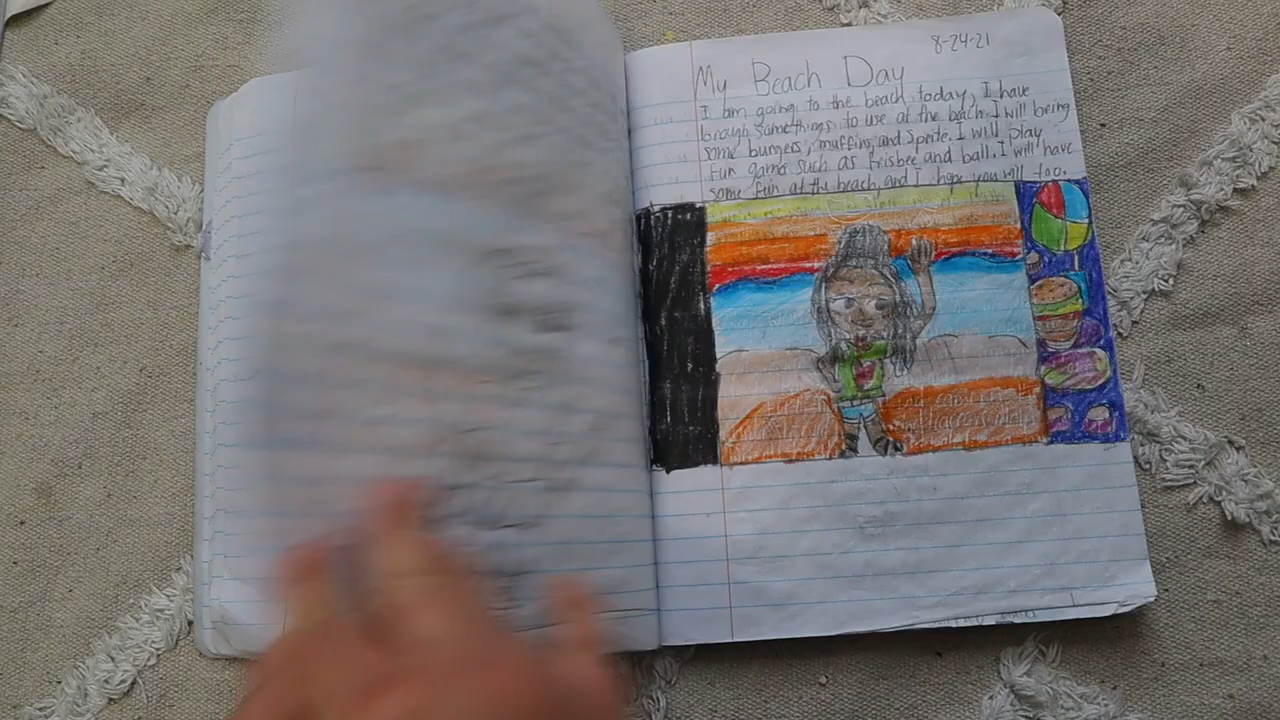 8-24-21
My Beach Day
I am going to the beach today, I have
brough somethings to use at the beach. I will being
some burgers, muffins, and Sprite. I will play
fun games such as frisbee and ball. I will have
some fun at the beach, and I hope you will too.